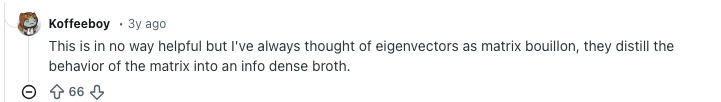 Koffeeboy · 3y ago
This is in no way helpful but I've always thought of eigenvectors as matrix bouillon, they distill the
behavior of the matrix into an info dense broth.
66